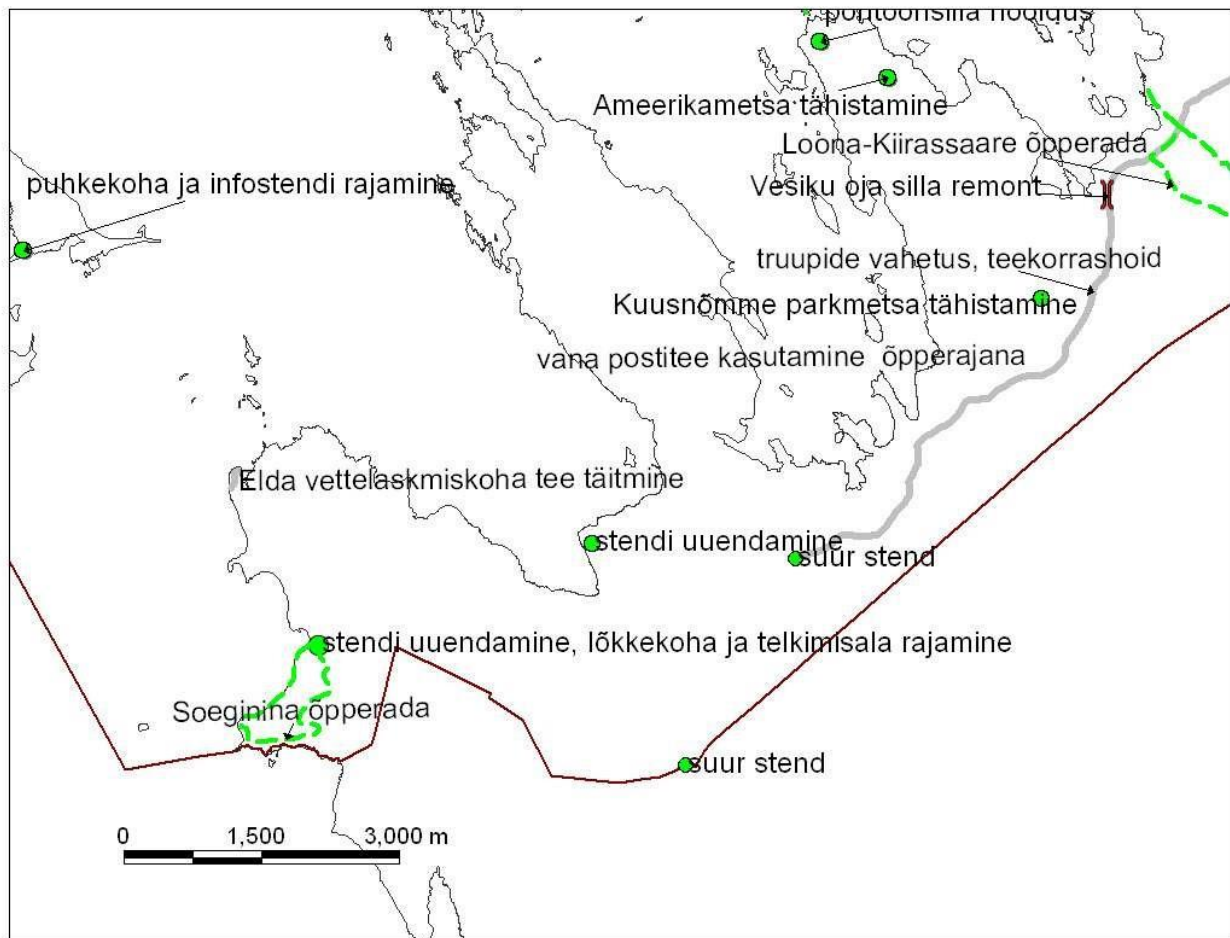 pontoonsilla hooldus
Ameerikametsa tähistamine
Loona-Kiirassaare õpperada
puhkekoha ja infostendi rajamine
Vesiku oja silla remont
truupide vahetus, teekorrashoid
Kuusnõmme parkmetsa tähistamine
vana postitee kasutamine õpperajana
Elda vettelaskmiskoha tee täitmine
stendi uuendamine
suur stend
stendi uuendamine, lõkkekoha ja telkimisala rajamine
Soeginina õpperada
suur stend
0 1,500 3,000 m